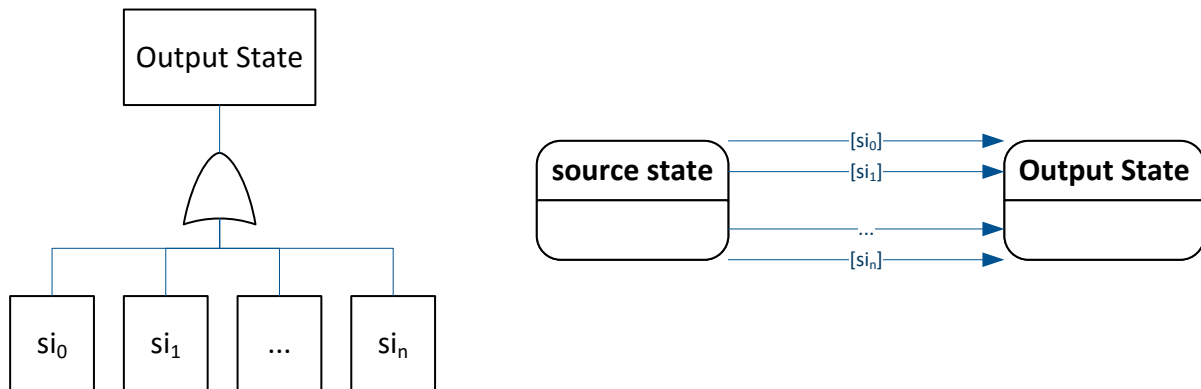 Output State
si₀
si₁
...
siₙ
source state
[si₀]
[si₁]
...
[siₙ]
Output State